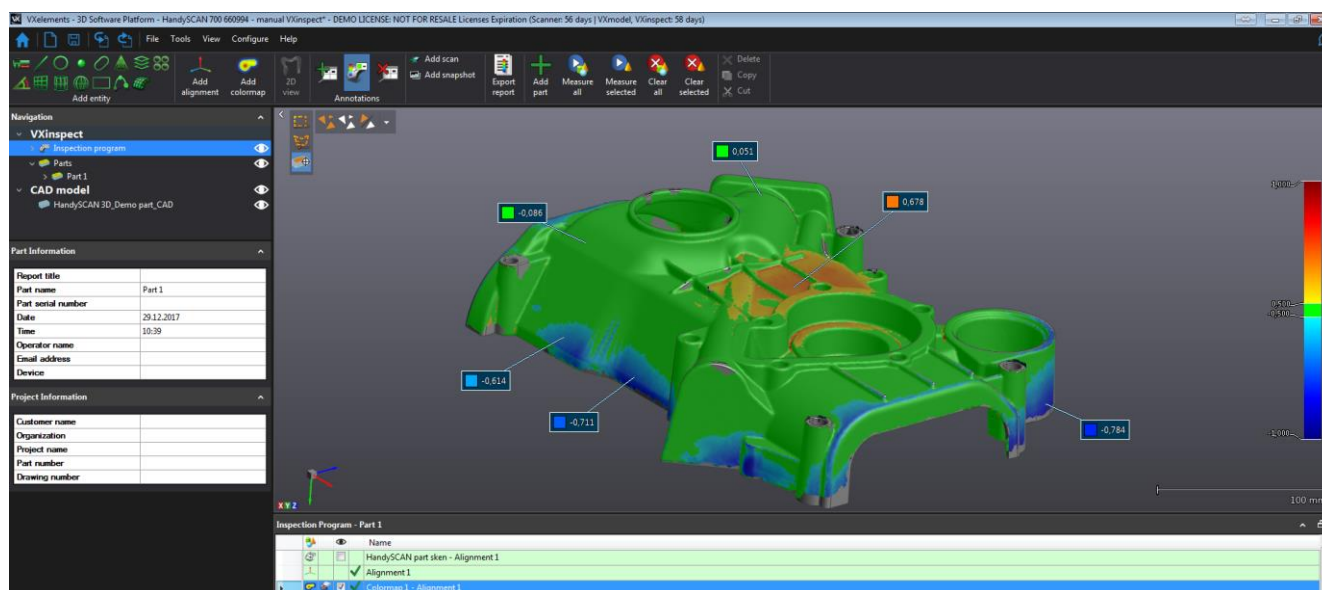 VXelements - 3D Software Platform - HandySCAN 700 660994 - manual VXinspect* - DEMO LICENSE: NOT FOR RESALE Licenses Expiration (Scanner: 56 days | VXmodel, VXinspect: 58 days)
File Tools View Configure Help
Add entity
Add alignment
Add colormap
2D view
Annotations
Add scan
Add snapshot
Export report
Add part
Measure all
Measure selected
Clear all
Clear selected
Delete
Copy
Cut
Navigation
VXinspect
Inspection program
Parts
Part 1
CAD model
HandySCAN 3D_Demo part_CAD
Part Information
Report title
Part name Part 1
Part serial number
Date 29.12.2017
Time 10:39
Operator name
Email address
Device
Project Information
Customer name
Organization
Project name
Part number
Drawing number
0,051
0,678
-0,086
-0,614
-0,711
-0,784
1,000
0,500
-0,500
-1,000
100 mm
X Y Z
Inspection Program - Part 1
Name
HandySCAN part sken - Alignment 1
Alignment 1
Colormap 1 - Alignment 1